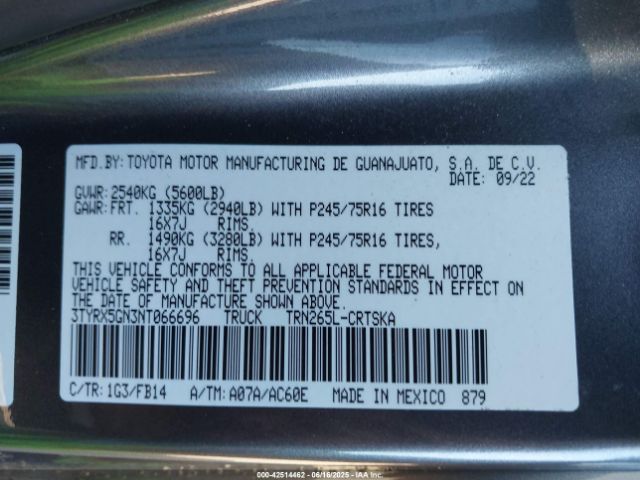 MFD.BY:TOYOTA MOTOR MANUFACTURING DE GUANAJUATO, S.A. DE C.V.
DATE: 09/22
GVWR:2540KG (5600LB)
GAWR:FRT. 1335KG (2940LB) WITH P245/75R16 TIRES
16X7J RIMS.
RR. 1490KG (3280LB) WITH P245/75R16 TIRES,
16X7J RIMS.
THIS VEHICLE CONFORMS TO ALL APPLICABLE FEDERAL MOTOR
VEHICLE SAFETY AND THEFT PREVENTION STANDARDS IN EFFECT ON
THE DATE OF MANUFACTURE SHOWN ABOVE.
3TYRX5GN3NT066696 TRUCK TRN265L-CRTSKA
C/TR:1G3/FB14 A/TM:A07A/AC60E MADE IN MEXICO 879
000-42514462 - 06/16/2025 - © IAA Holdings, LLC